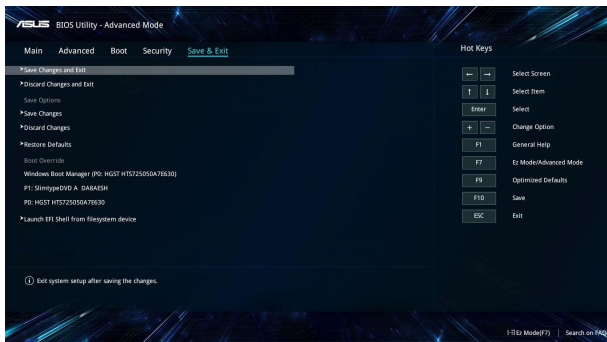 ASUS BIOS Utility - Advanced Mode
Main Advanced Boot Security Save & Exit
Hot Keys
Save Changes and Exit
Discard Changes and Exit
Save Options
Save Changes
Discard Changes
Restore Defaults
Boot Override
Windows Boot Manager (P0: HGST HTS725050A7E630)
P1: SlimtypeDVD A DA8AESH
P0: HGST HTS725050A7E630
Launch EFI Shell from filesystem device
← → Select Screen
↑ ↓ Select Item
Enter Select
+ − Change Option
F1 General Help
F7 Ez Mode/Advanced Mode
F9 Optimized Defaults
F10 Save
ESC Exit
Exit system setup after saving the changes.
Ez Mode(F7) | Search on FAQ